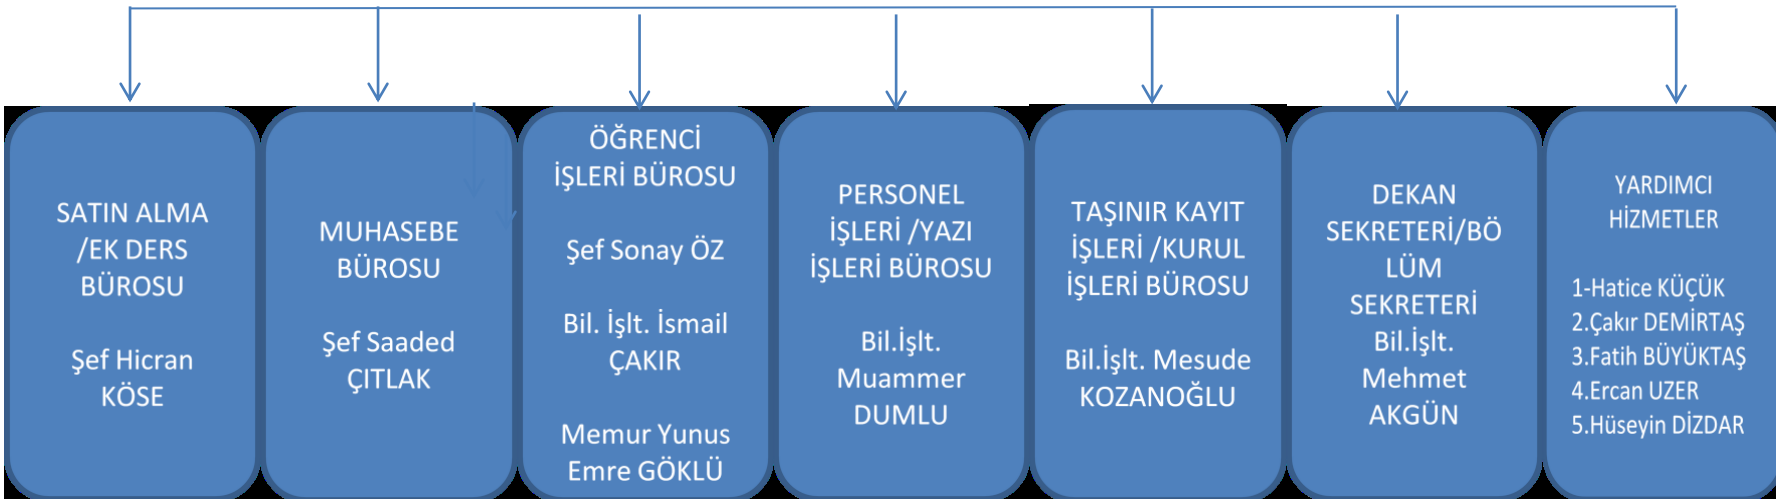 SATIN ALMA
/EK DERS
BÜROSU
Şef Hicran
KÖSE
MUHASEBE
BÜROSU
Şef Saaded
ÇITLAK
ÖĞRENCİ
İŞLERİ BÜROSU
Şef Sonay ÖZ
Bil. İşlt. İsmail
ÇAKIR
Memur Yunus
Emre GÖKLÜ
PERSONEL
İŞLERİ /YAZI
İŞLERİ BÜROSU
Bil.İşlt.
Muammer
DUMLU
TAŞINIR KAYIT
İŞLERİ /KURUL
İŞLERİ BÜROSU
Bil.İşlt. Mesude
KOZANOĞLU
DEKAN
SEKRETERİ/BÖ
LÜM
SEKRETERİ
Bil.İşlt.
Mehmet
AKGÜN
YARDIMCI
HİZMETLER
1-Hatice KÜÇÜK
2.Çakır DEMİRTAŞ
3.Fatih BÜYÜKTAŞ
4.Ercan UZER
5.Hüseyin DİZDAR